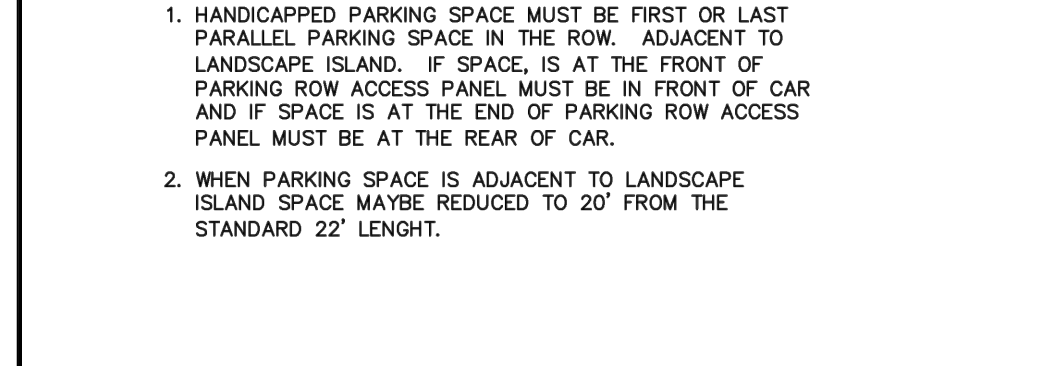 1. HANDICAPPED PARKING SPACE MUST BE FIRST OR LAST
PARALLEL PARKING SPACE IN THE ROW. ADJACENT TO
LANDSCAPE ISLAND. IF SPACE, IS AT THE FRONT OF
PARKING ROW ACCESS PANEL MUST BE IN FRONT OF CAR
AND IF SPACE IS AT THE END OF PARKING ROW ACCESS
PANEL MUST BE AT THE REAR OF CAR.
2. WHEN PARKING SPACE IS ADJACENT TO LANDSCAPE
ISLAND SPACE MAYBE REDUCED TO 20' FROM THE
STANDARD 22' LENGHT.